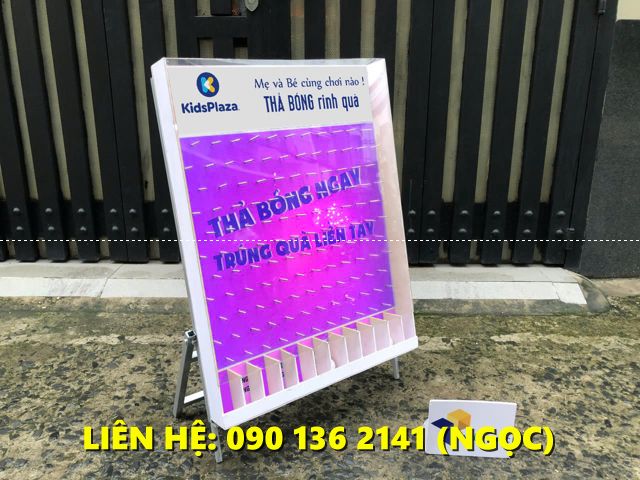 KidsPlaza
Mẹ và Bé cùng chơi nào !
THẢ BÓNG rinh quà
THẢ BÓNG NGAY
TRÚNG QUÀ LIỀN TAY
LIÊN HỆ: 090 136 2141 (NGỌC)